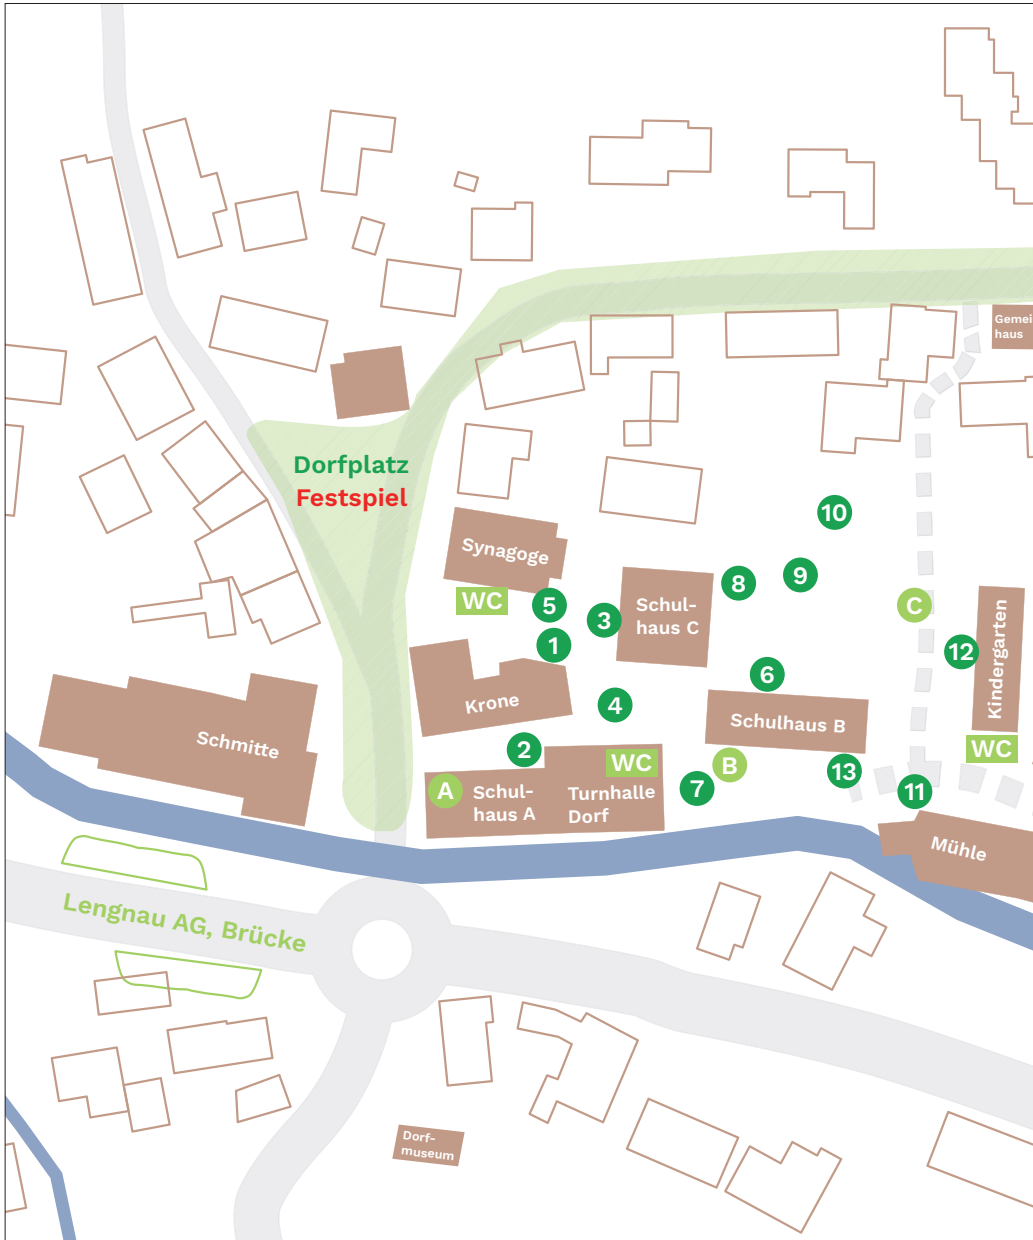 Gemei
haus
Dorfplatz
Festspiel
10
Synagoge
9
8
WC
5
3
Schul-
haus C
C
1
12
Kindergarten
6
Krone
4
Schulhaus B
Schmitte
2
WC
WC
B
13
A
Schul-
haus A
Turnhalle
Dorf
7
11
Mühle
Lengnau AG, Brücke
Dorf-
museum